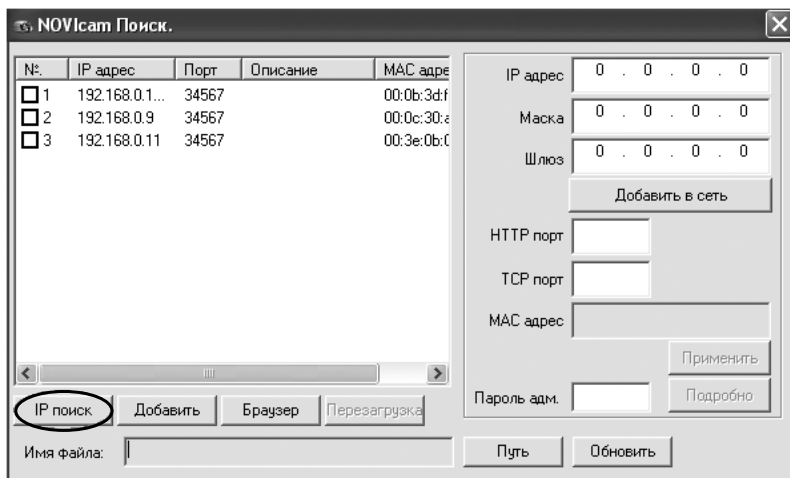 NOVIcam Поиск.
№. IP адрес Порт Описание MAC адре
1 192.168.0.1... 34567 00:0b:3d:f
2 192.168.0.9 34567 00:0c:30:a
3 192.168.0.11 34567 00:3e:0b:0
IP адрес 0 . 0 . 0 . 0
Маска 0 . 0 . 0 . 0
Шлюз 0 . 0 . 0 . 0
Добавить в сеть
HTTP порт
TCP порт
MAC адрес
Применить
Пароль адм. Подробно
IP поиск Добавить Браузер Перезагрузка
Имя файла: Путь Обновить